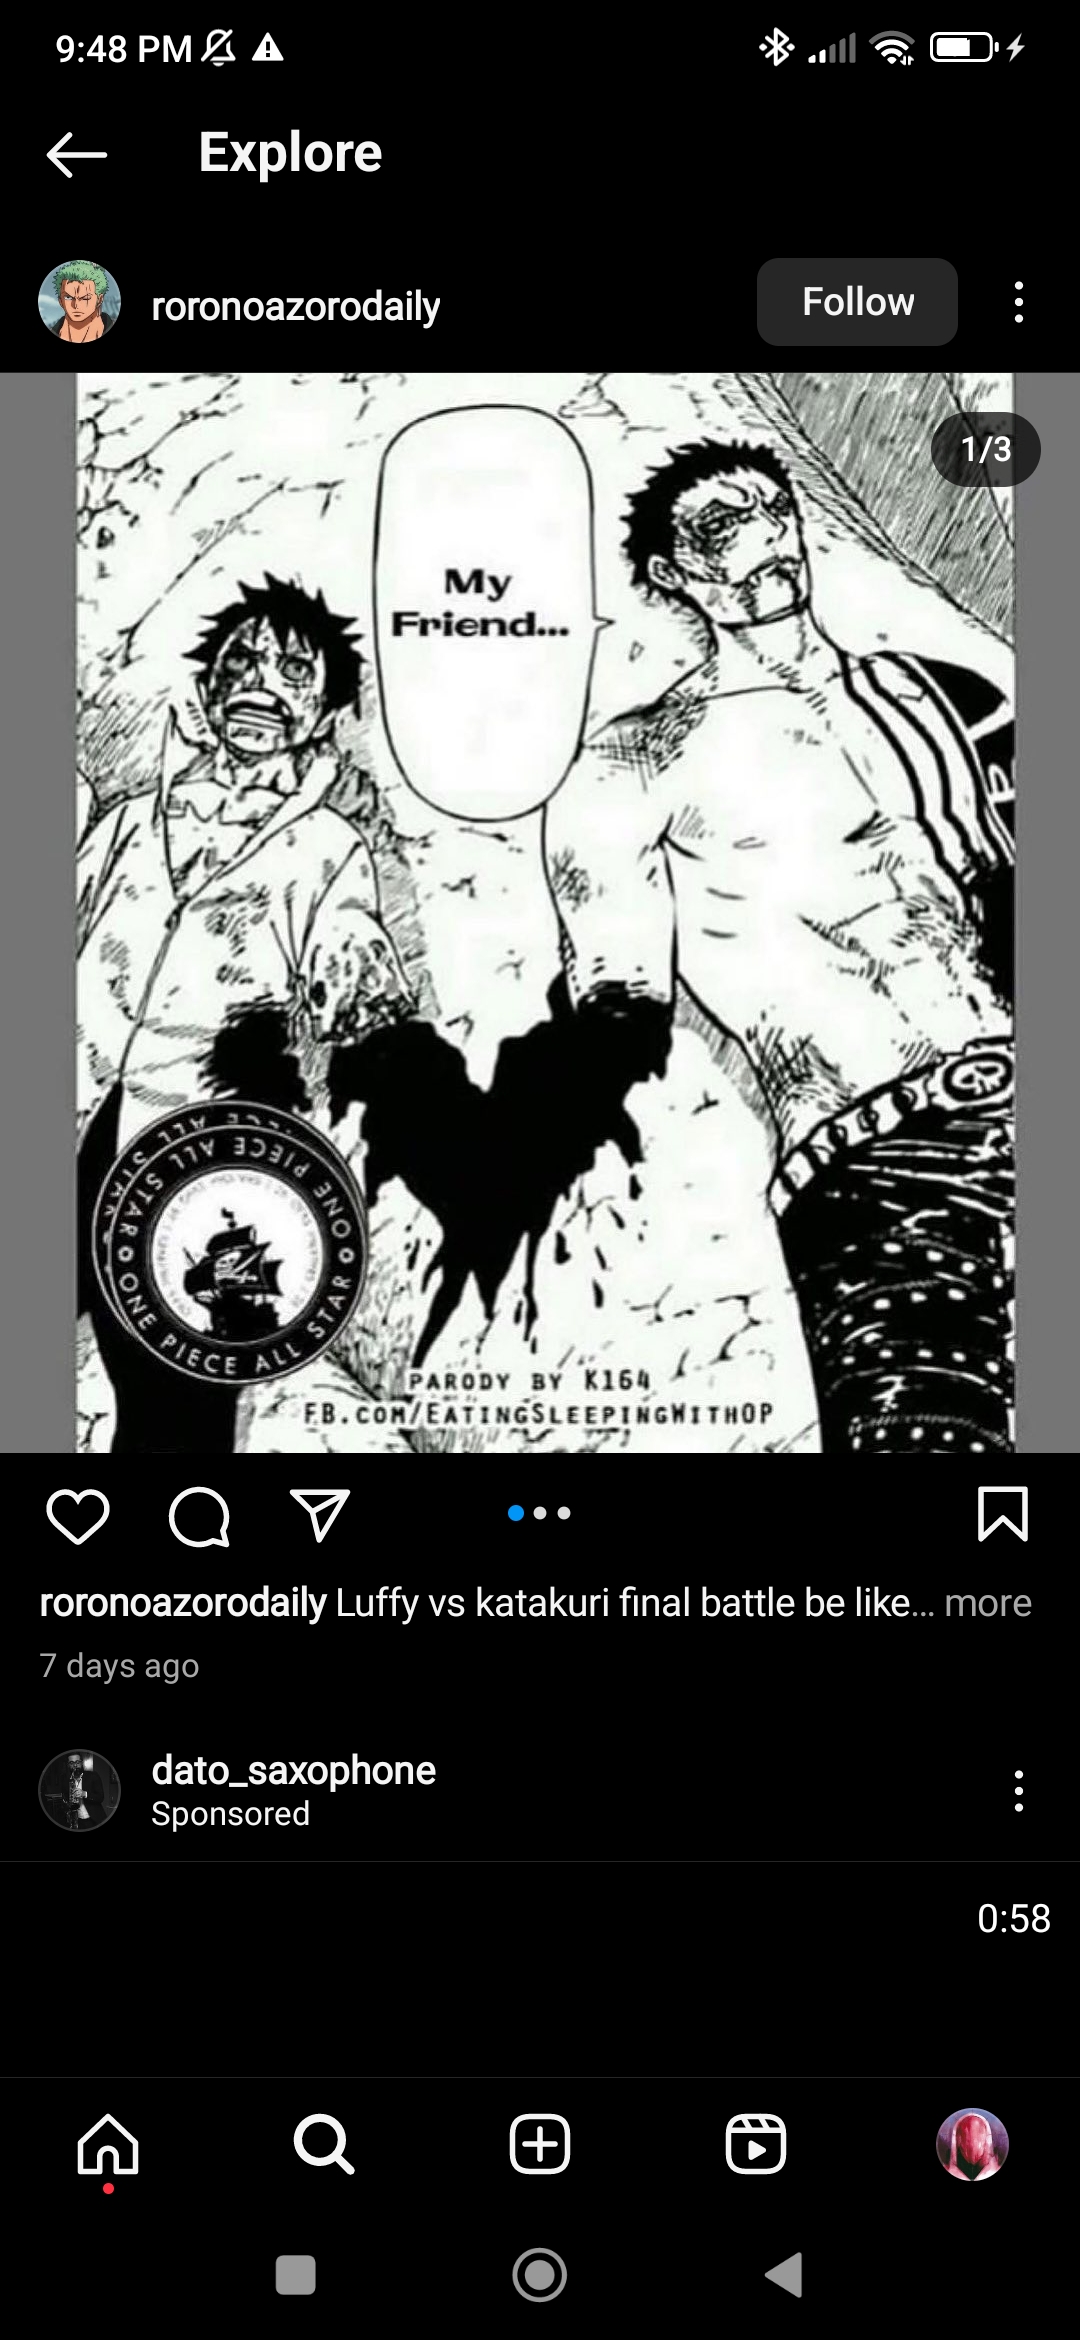 9:48 PM
Explore
roronoazorodaily
Follow
1/3
My
Friend...
ONE PIECE ALL STAR
ONE PIECE ALL STAR
PARODY BY K164
FB.COM/EATINGSLEEPINGWITHOP
roronoazorodaily Luffy vs katakuri final battle be like... more
7 days ago
dato_saxophone
Sponsored
0:58